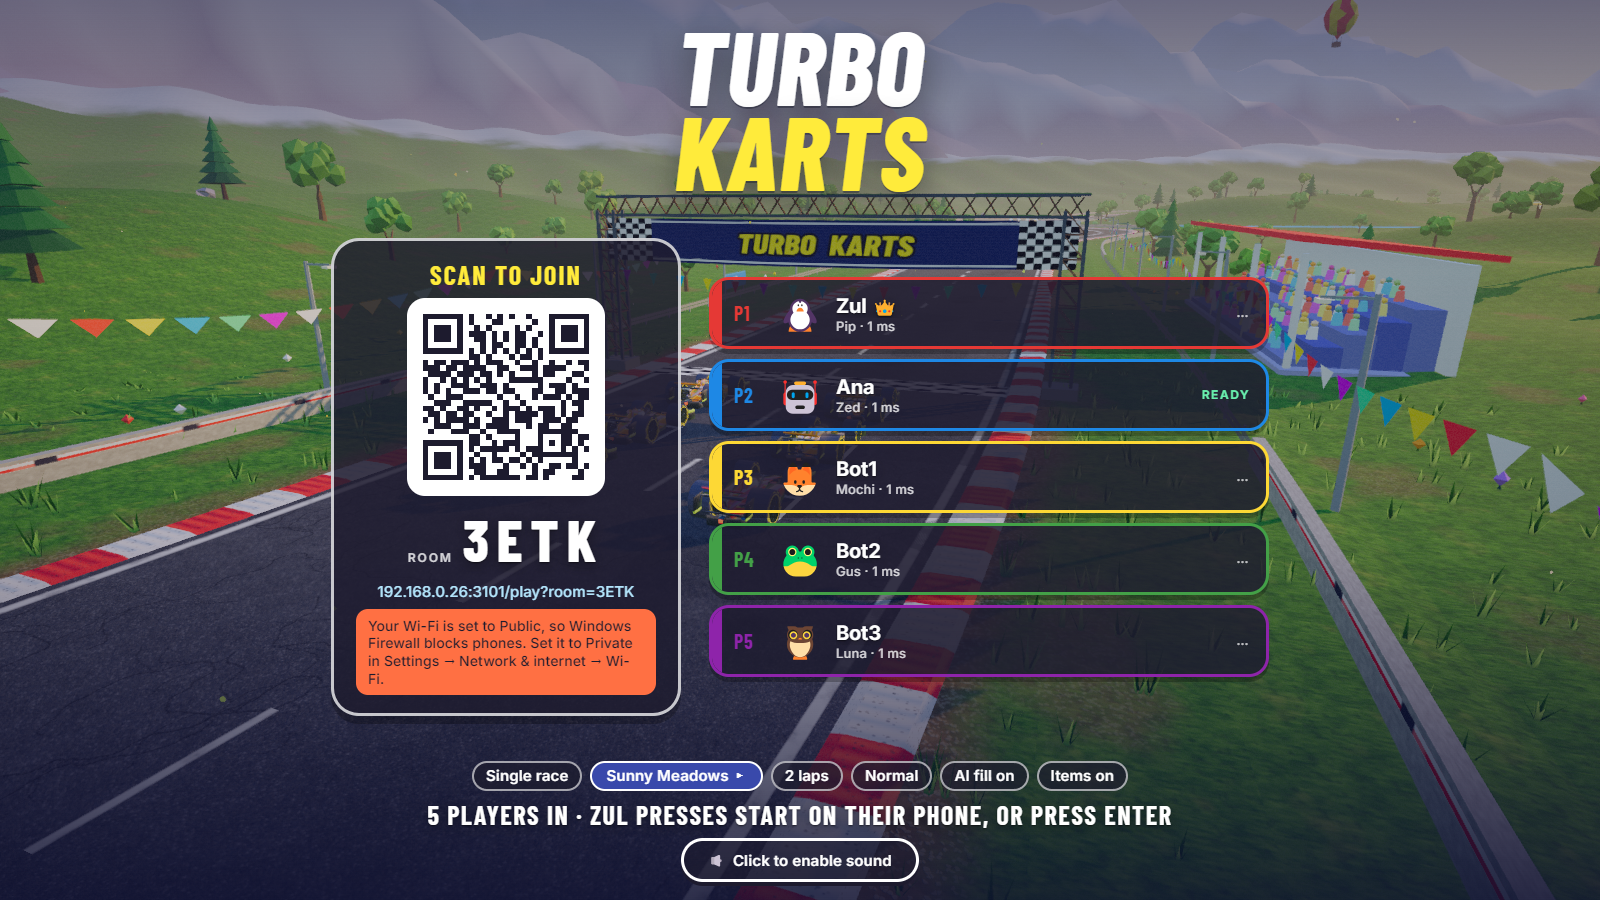 TURBO
KARTS
TURBO KARTS
SCAN TO JOIN
ROOM 3ETK
192.168.0.26:3101/play?room=3ETK
Your Wi-Fi is set to Public, so Windows
Firewall blocks phones. Set it to Private
in Settings → Network & internet → Wi-
Fi.
P1 Zul
Pip · 1 ms
...
P2 Ana
Zed · 1 ms
READY
P3 Bot1
Mochi · 1 ms
...
P4 Bot2
Gus · 1 ms
...
P5 Bot3
Luna · 1 ms
...
Single race Sunny Meadows ▸ 2 laps Normal AI fill on Items on
5 PLAYERS IN · ZUL PRESSES START ON THEIR PHONE, OR PRESS ENTER
Click to enable sound